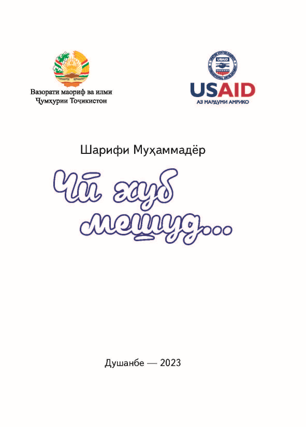 Вазорати маориф ва илми
Ҷумҳурии Тоҷикистон
USAID
АЗ МАРДУМИ АМРИКО
Шарифи Муҳаммадёр
Чӣ хуб
мешуд...
Душанбе — 2023